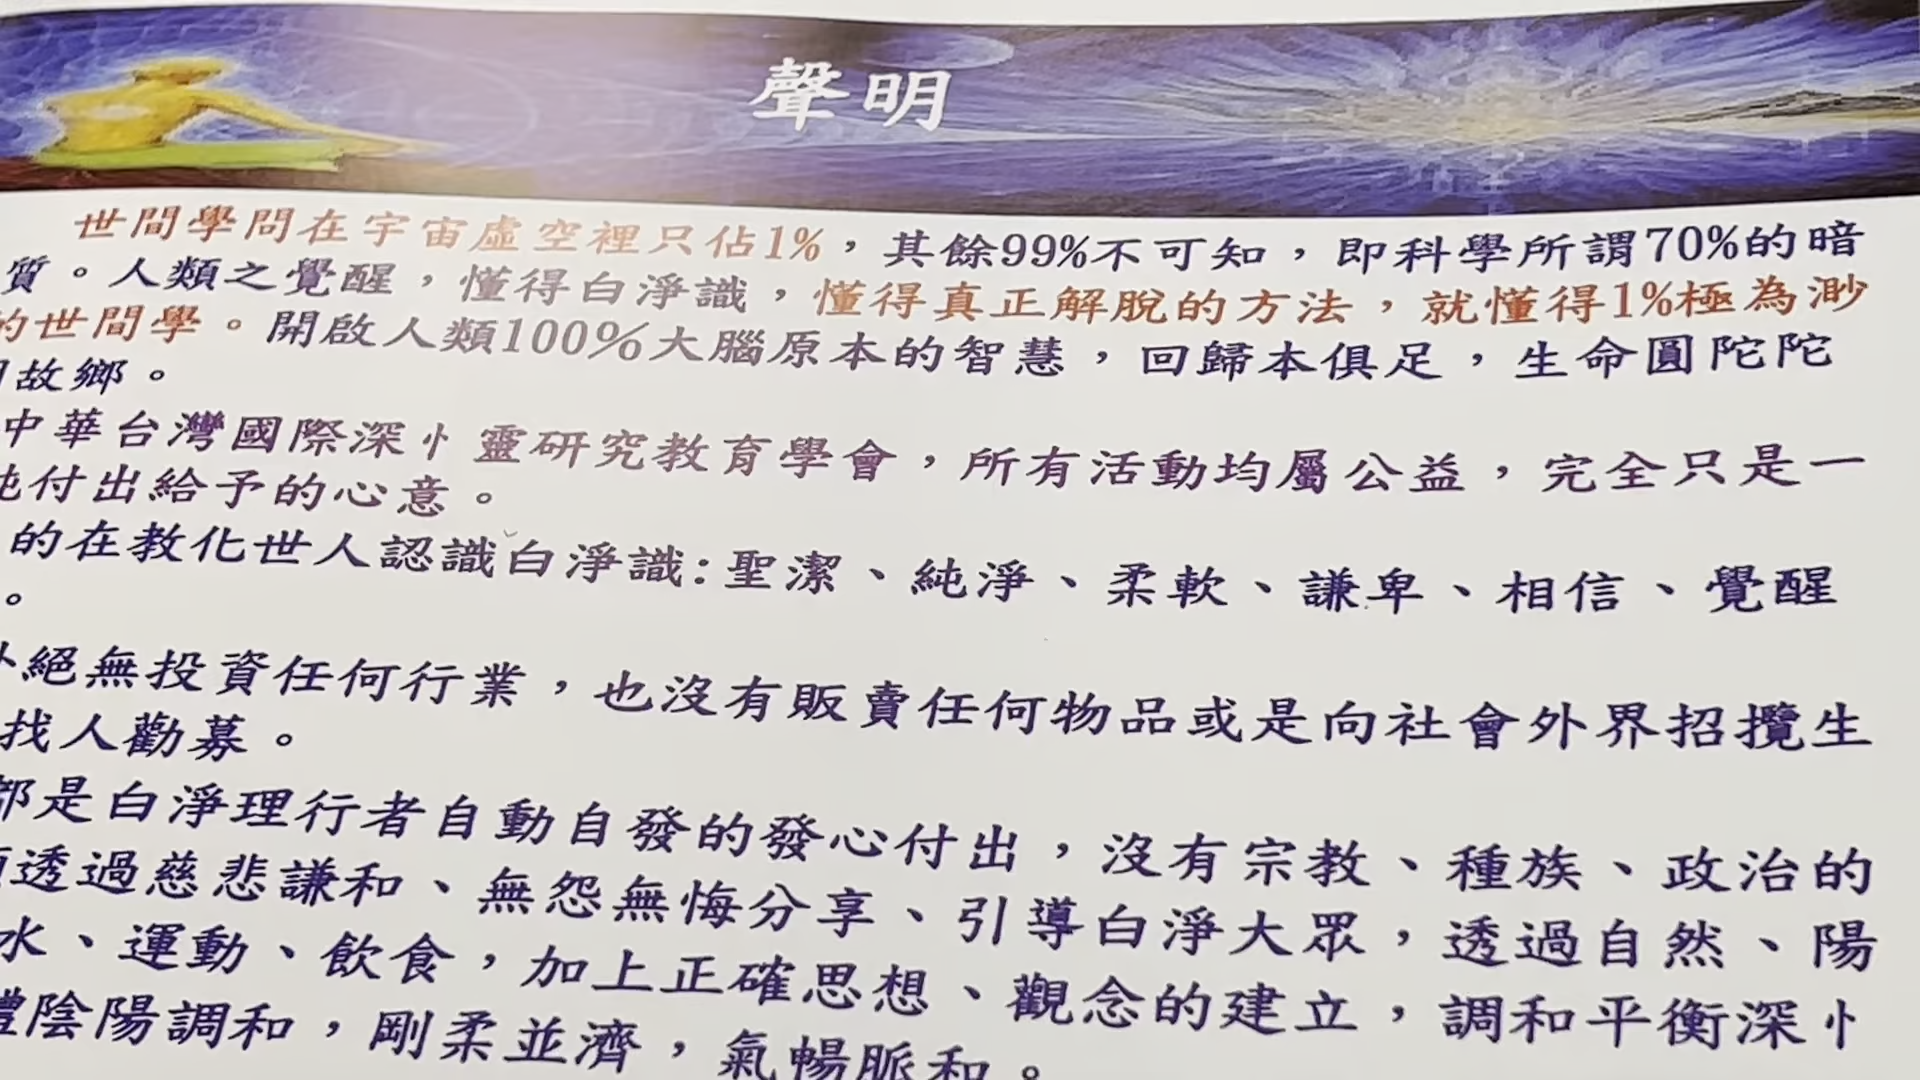 聲明
世間學問在宇宙虛空裡只佔1%，其餘99%不可知，即科學所謂70%的暗
質。人類之覺醒，懂得白淨識，懂得真正解脫的方法，就懂得1%極為渺
的世間學。開啟人類100%大腦原本的智慧，回歸本俱足，生命圓陀陀
故鄉。
中華台灣國際深忄靈研究教育學會，所有活動均屬公益，完全只是一
純付出給予的心意。
的在教化世人認識白淨識:聖潔、純淨、柔軟、謙卑、相信、覺醒
。
絕無投資任何行業，也沒有販賣任何物品或是向社會外界招攬生
找人勸募。
都是白淨理行者自動自發的發心付出，沒有宗教、種族、政治的
透過慈悲謙和、無怨無悔分享、引導白淨大眾，透過自然、陽
水、運動、飲食，加上正確思想、觀念的建立，調和平衡深忄
體陰陽調和，剛柔並濟，氣暢脈和。